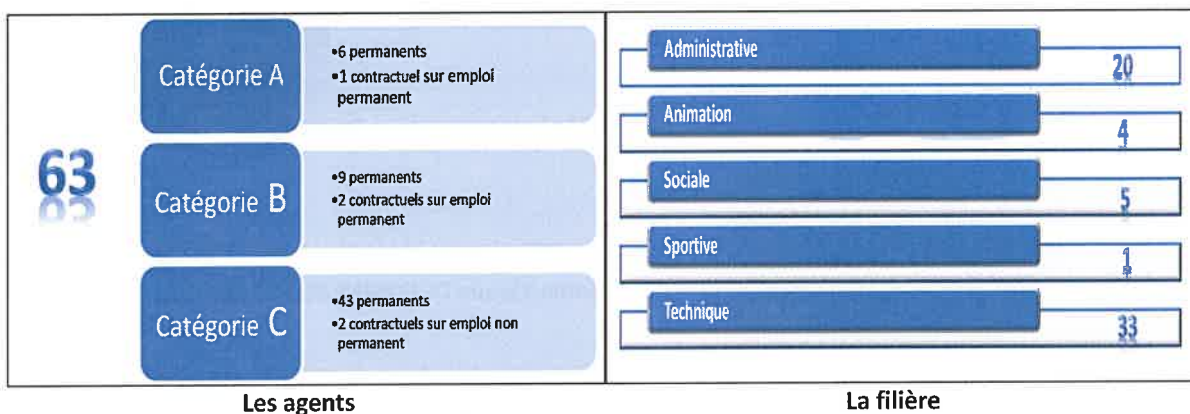 63
Catégorie A
•6 permanents
•1 contractuel sur emploi
permanent
Catégorie B
•9 permanents
•2 contractuels sur emploi
permanent
Catégorie C
•43 permanents
•2 contractuels sur emploi non
permanent
Les agents
Administrative
20
Animation
4
Sociale
5
Sportive
1
Technique
33
La filière